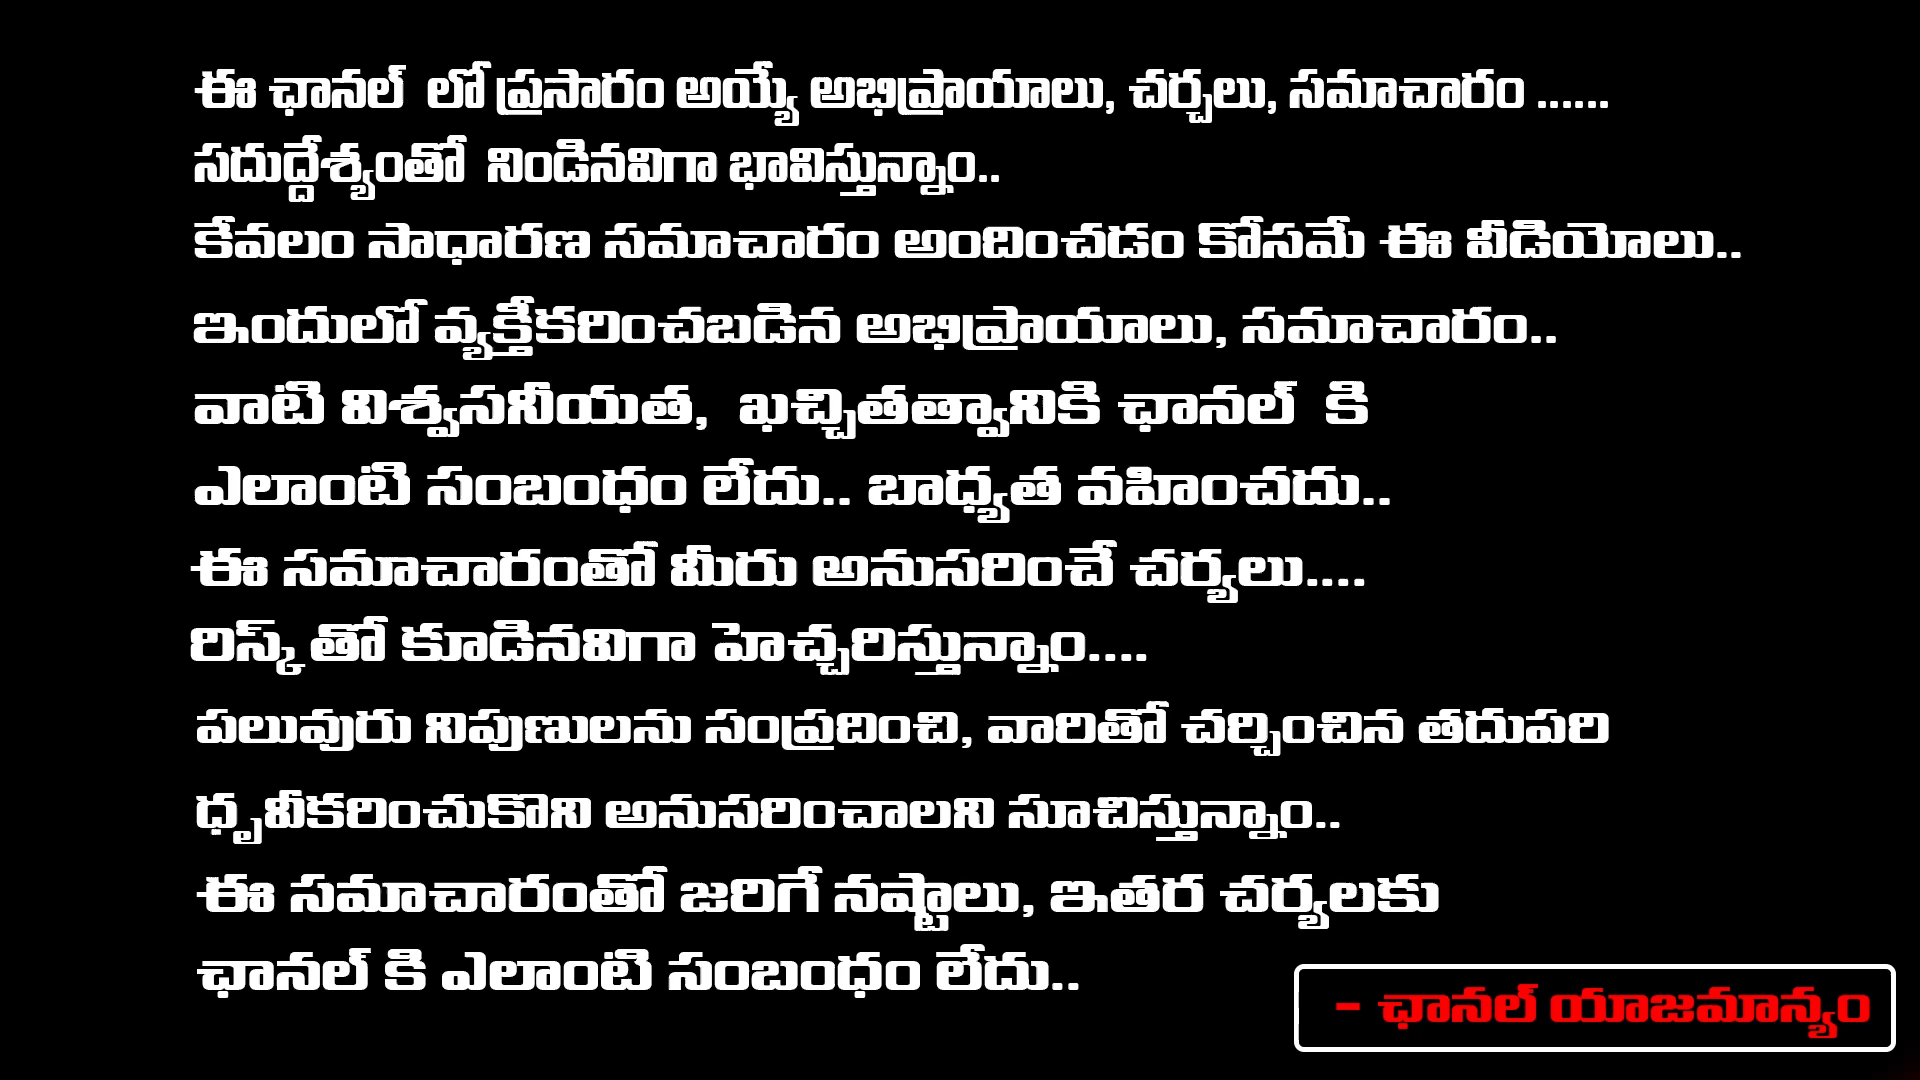 ఈ ఛానల్ లో ప్రసారం అయ్యే అభిప్రాయాలు, చర్చలు, సమాచారం ......
సదుద్దేశ్యంతో నిండినవిగా భావిస్తున్నాం..
కేవలం సాధారణ సమాచారం అందించడం కోసమే ఈ వీడియోలు..
ఇందులో వ్యక్తీకరించబడిన అభిప్రాయాలు, సమాచారం..
వాటి విశ్వసనీయత, ఖచ్చితత్వానికి ఛానల్ కి
ఎలాంటి సంబంధం లేదు.. బాధ్యత వహించదు..
ఈ సమాచారంతో మీరు అనుసరించే చర్యలు....
రిస్క్ తో కూడినవిగా హెచ్చరిస్తున్నాం....
పలువురు నిపుణులను సంప్రదించి, వారితో చర్చించిన తదుపరి
ధృవీకరించుకొని అనుసరించాలని సూచిస్తున్నాం..
ఈ సమాచారంతో జరిగే నష్టాలు, ఇతర చర్యలకు
ఛానల్ కి ఎలాంటి సంబంధం లేదు..
- ఛానల్ యాజమాన్యం